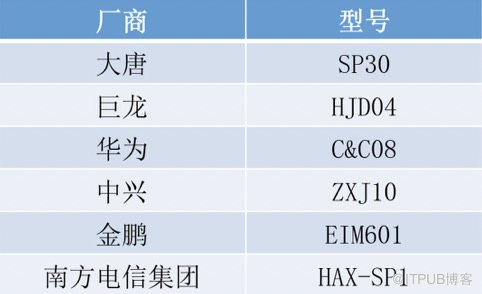 厂商 型号
大唐 SP30
巨龙 HJD04
华为 C&C08
中兴 ZXJ10
金鹏 EIM601
南方电信集团 HAX-SP1
@ITPUB博客